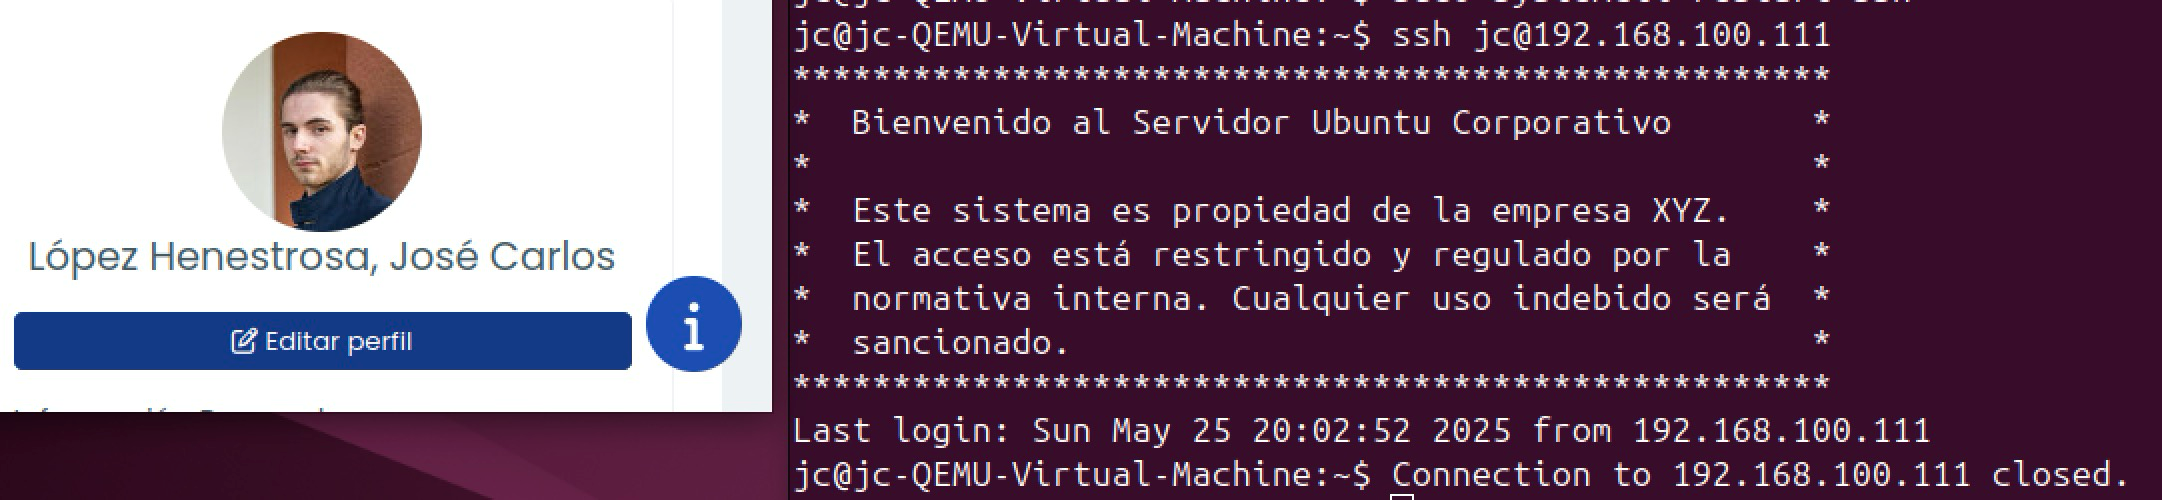 López Henestrosa, José Carlos
Editar perfil
i
jc@jc-QEMU-Virtual-Machine:~$ ssh jc@192.168.100.111
****************************************************
*  Bienvenido al Servidor Ubuntu Corporativo       *
*                                                  *
*  Este sistema es propiedad de la empresa XYZ.    *
*  El acceso está restringido y regulado por la    *
*  normativa interna. Cualquier uso indebido será  *
*  sancionado.                                     *
****************************************************
Last login: Sun May 25 20:02:52 2025 from 192.168.100.111
jc@jc-QEMU-Virtual-Machine:~$ Connection to 192.168.100.111 closed.